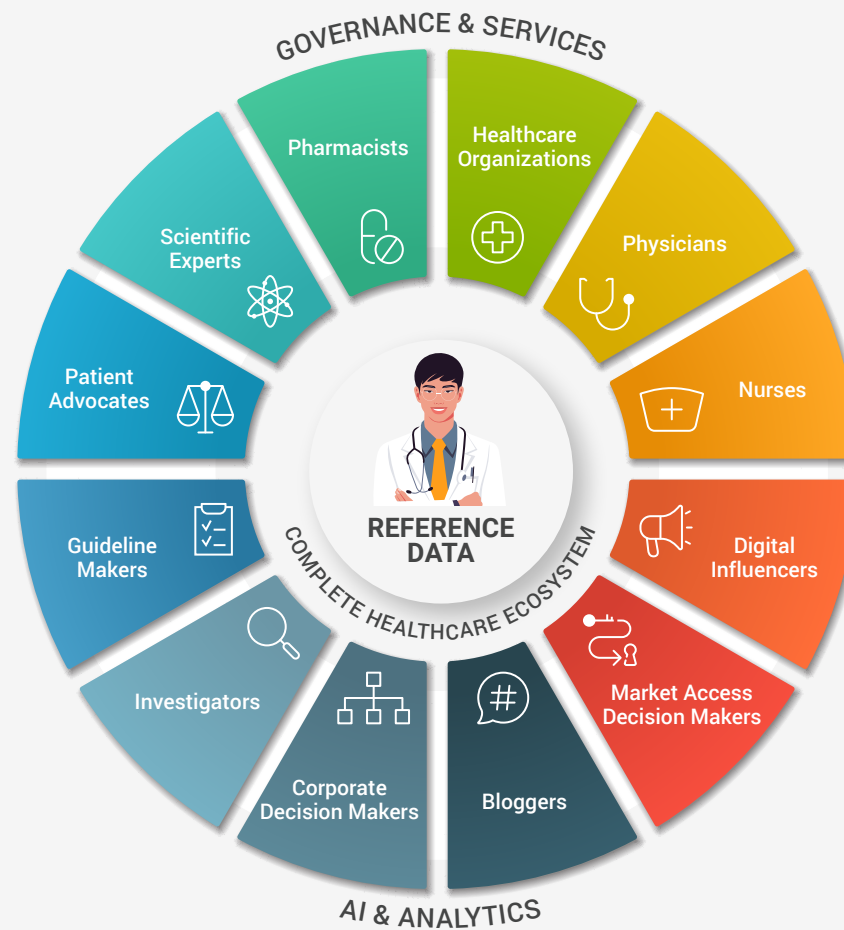 GOVERNANCE & SERVICES
Healthcare
Organizations
Physicians
Nurses
Digital
Influencers
Market Access
Decision Makers
Bloggers
Corporate
Decision Makers
Investigators
Guideline
Makers
Patient
Advocates
Scientific
Experts
Pharmacists
REFERENCE
DATA
COMPLETE HEALTHCARE ECOSYSTEM
#
AI & ANALYTICS